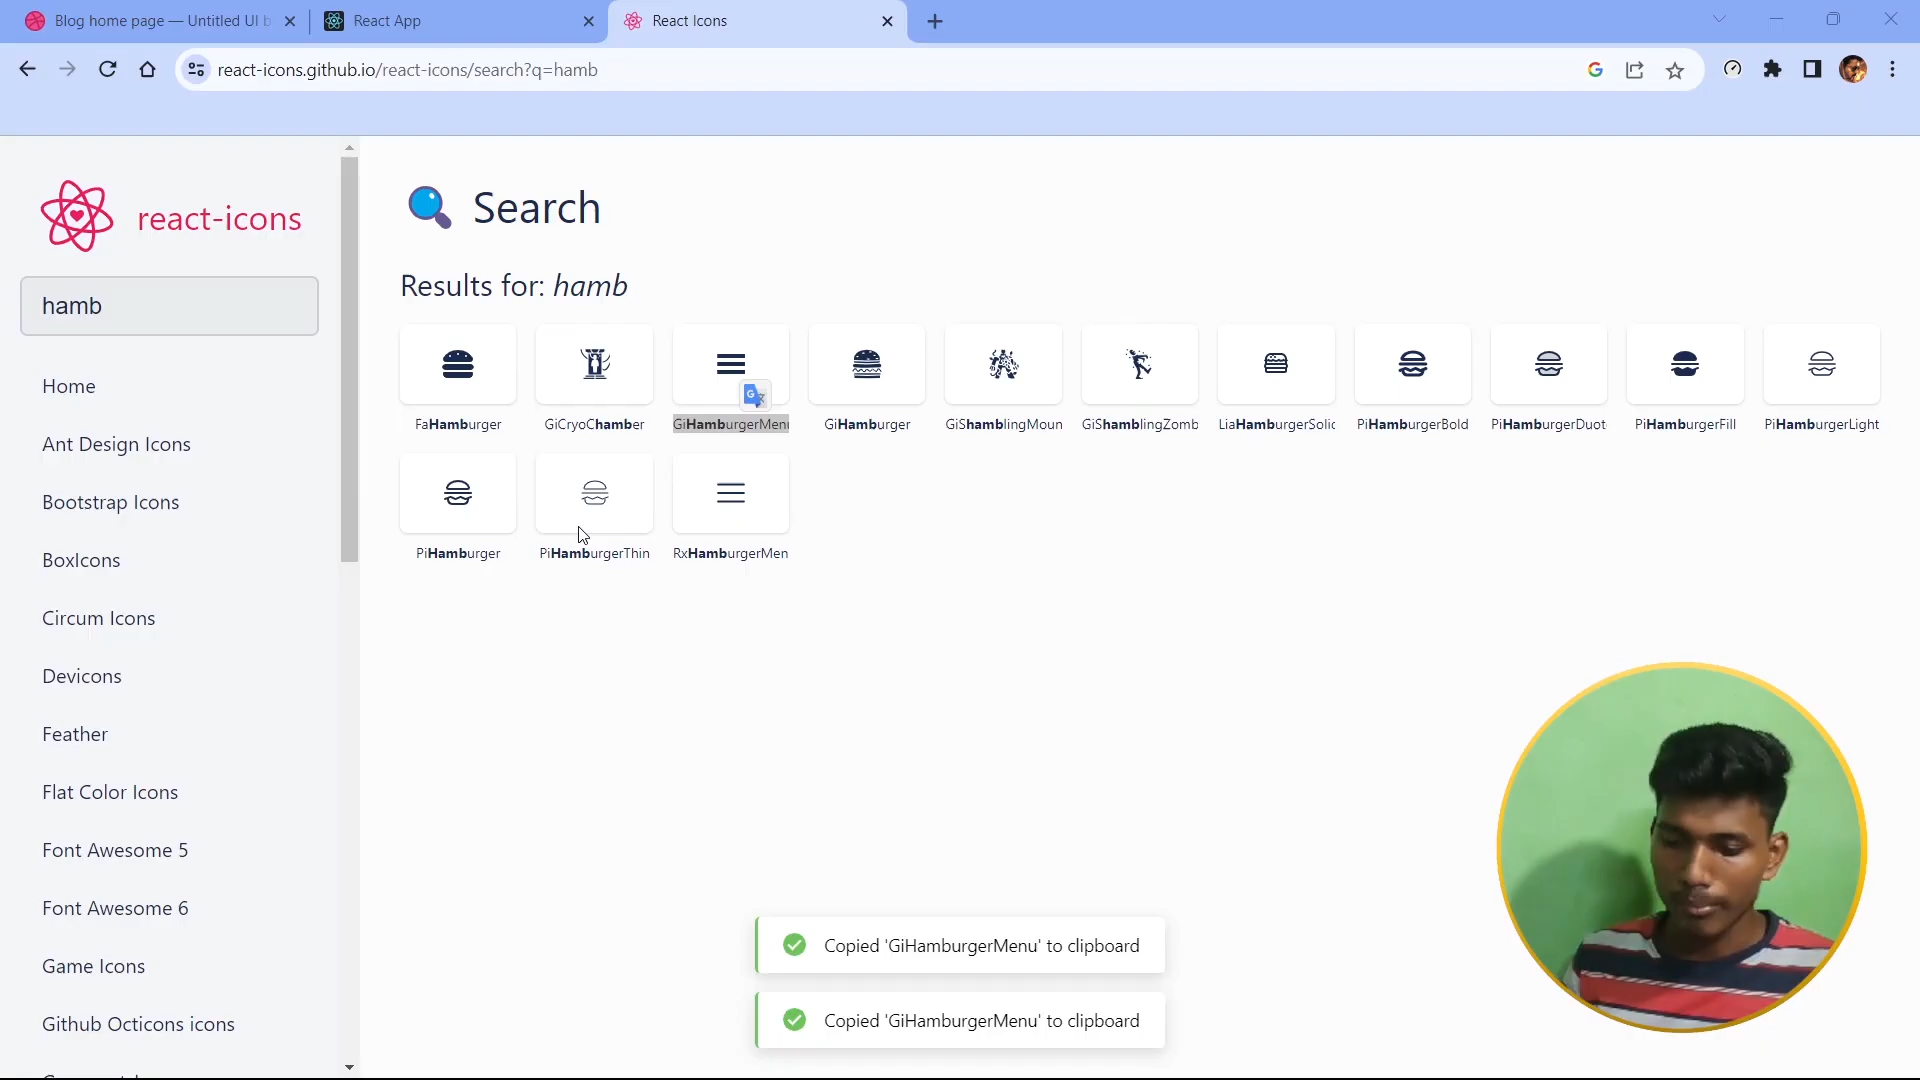 Blog home page — Untitled UI b
React App
React Icons
react-icons.github.io/react-icons/search?q=hamb
react-icons
hamb
Home
Ant Design Icons
Bootstrap Icons
BoxIcons
Circum Icons
Devicons
Feather
Flat Color Icons
Font Awesome 5
Font Awesome 6
Game Icons
Github Octicons icons
Search
Results for: hamb
FaHamburger
GiCryoChamber
GiHamburgerMenu
GiHamburger
GiShamblingMoun
GiShamblingZomb
LiaHamburgerSolic
PiHamburgerBold
PiHamburgerDuot
PiHamburgerFill
PiHamburgerLight
PiHamburger
PiHamburgerThin
RxHamburgerMen
Copied 'GiHamburgerMenu' to clipboard
Copied 'GiHamburgerMenu' to clipboard